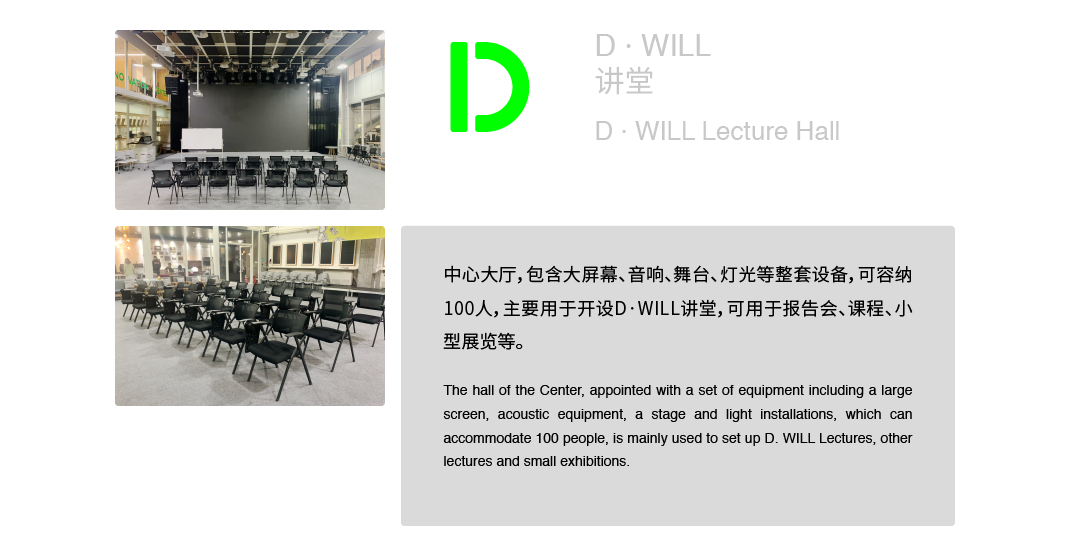 D
D · WILL
讲堂
D · WILL Lecture Hall
中心大厅，包含大屏幕、音响、舞台、灯光等整套设备，可容纳
100人，主要用于开设D·WILL讲堂，可用于报告会、课程、小
型展览等。
The hall of the Center, appointed with a set of equipment including a large
screen, acoustic equipment, a stage and light installations, which can
accommodate 100 people, is mainly used to set up D. WILL Lectures, other
lectures and small exhibitions.